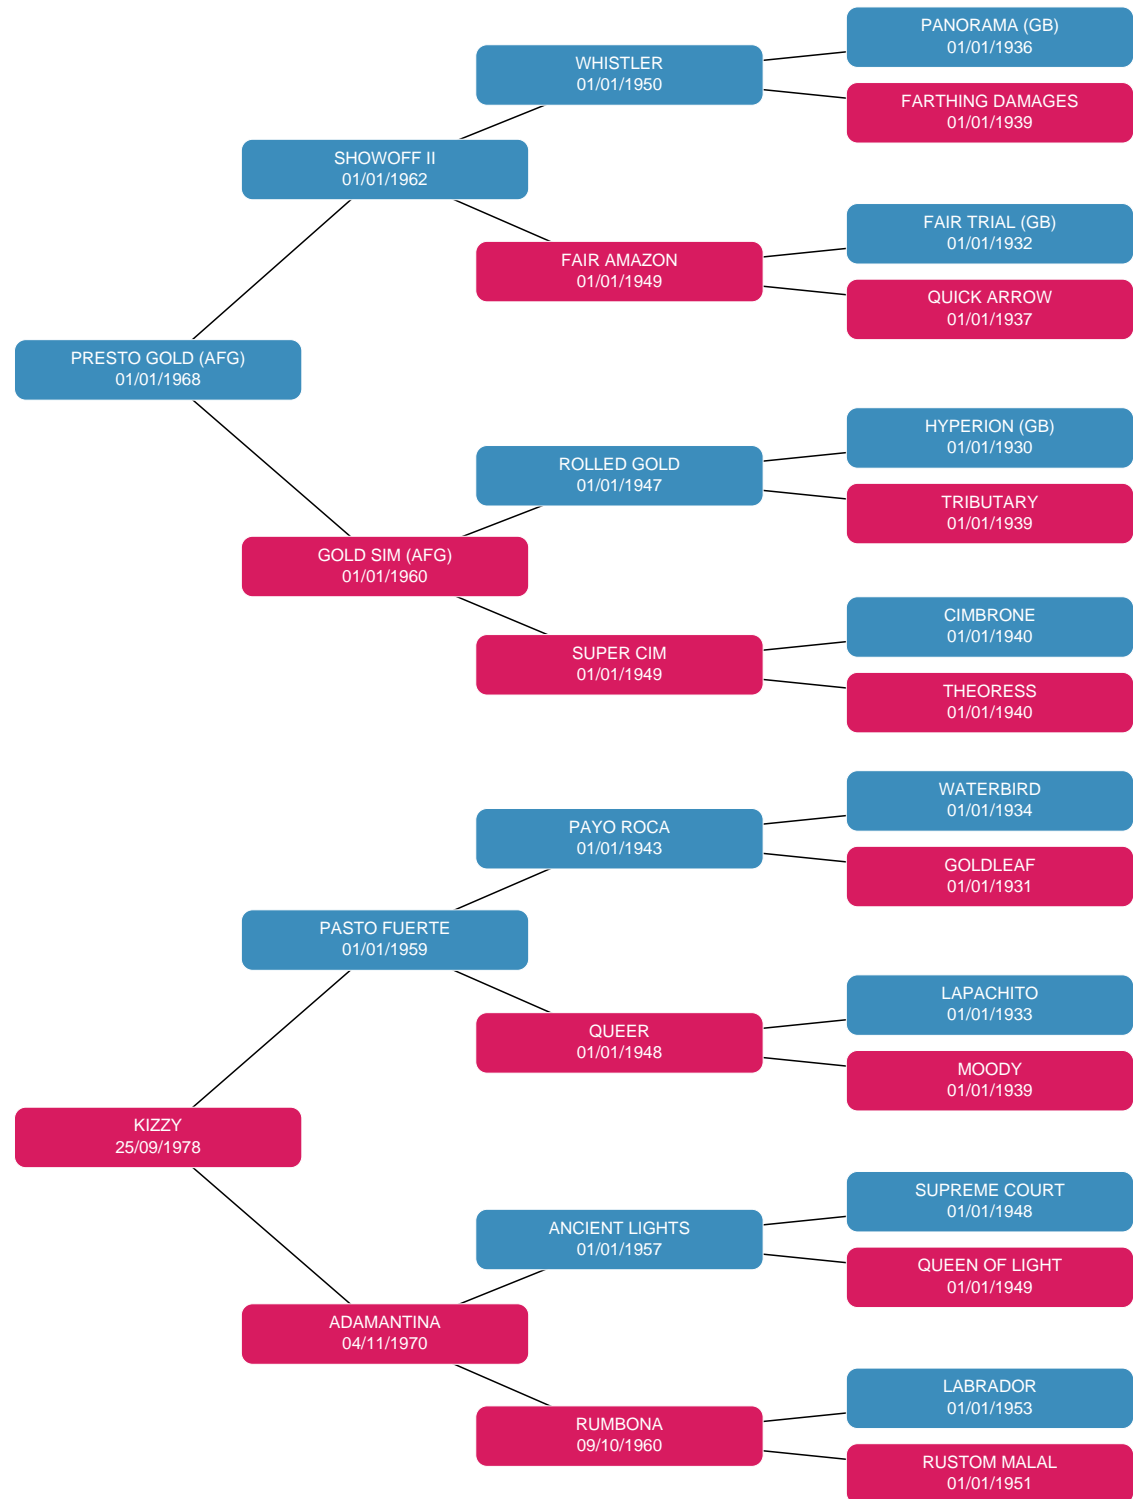 PANORAMA (GB)
01/01/1936
WHISTLER
01/01/1950
FARTHING DAMAGES
01/01/1939
SHOWOFF II
01/01/1962
FAIR TRIAL (GB)
01/01/1932
FAIR AMAZON
01/01/1949
QUICK ARROW
01/01/1937
PRESTO GOLD (AFG)
01/01/1968
HYPERION (GB)
01/01/1930
ROLLED GOLD
01/01/1947
TRIBUTARY
01/01/1939
GOLD SIM (AFG)
01/01/1960
CIMBRONE
01/01/1940
SUPER CIM
01/01/1949
THEORESS
01/01/1940
WATERBIRD
01/01/1934
PAYO ROCA
01/01/1943
GOLDLEAF
01/01/1931
PASTO FUERTE
01/01/1959
LAPACHITO
01/01/1933
QUEER
01/01/1948
MOODY
01/01/1939
KIZZY
25/09/1978
SUPREME COURT
01/01/1948
ANCIENT LIGHTS
01/01/1957
QUEEN OF LIGHT
01/01/1949
ADAMANTINA
04/11/1970
LABRADOR
01/01/1953
RUMBONA
09/10/1960
RUSTOM MALAL
01/01/1951